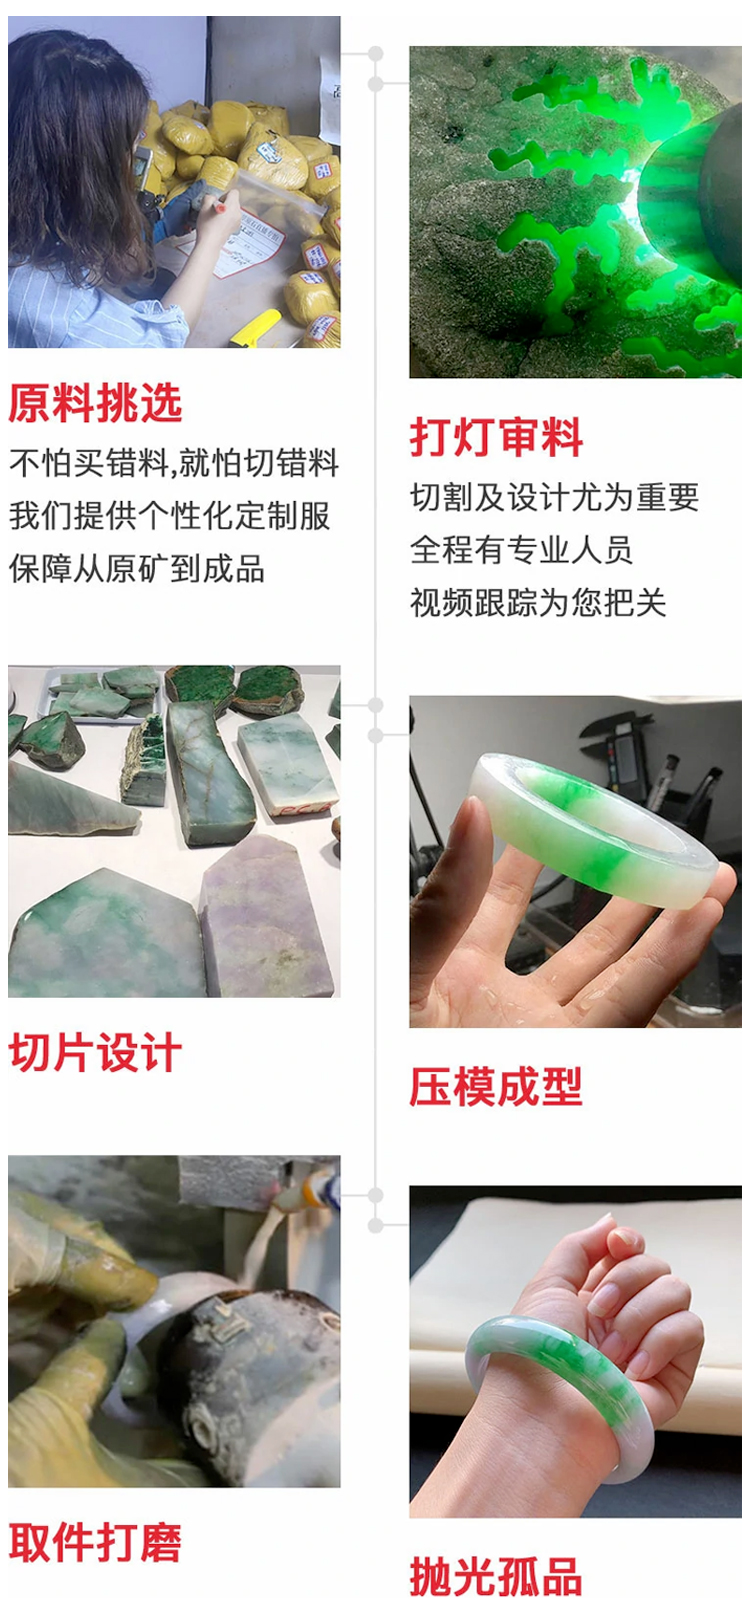 原料挑选
不怕买错料,就怕切错料
我们提供个性化定制服
保障从原矿到成品
打灯审料
切割及设计尤为重要
全程有专业人员
视频跟踪为您把关
切片设计
压模成型
取件打磨
抛光孤品